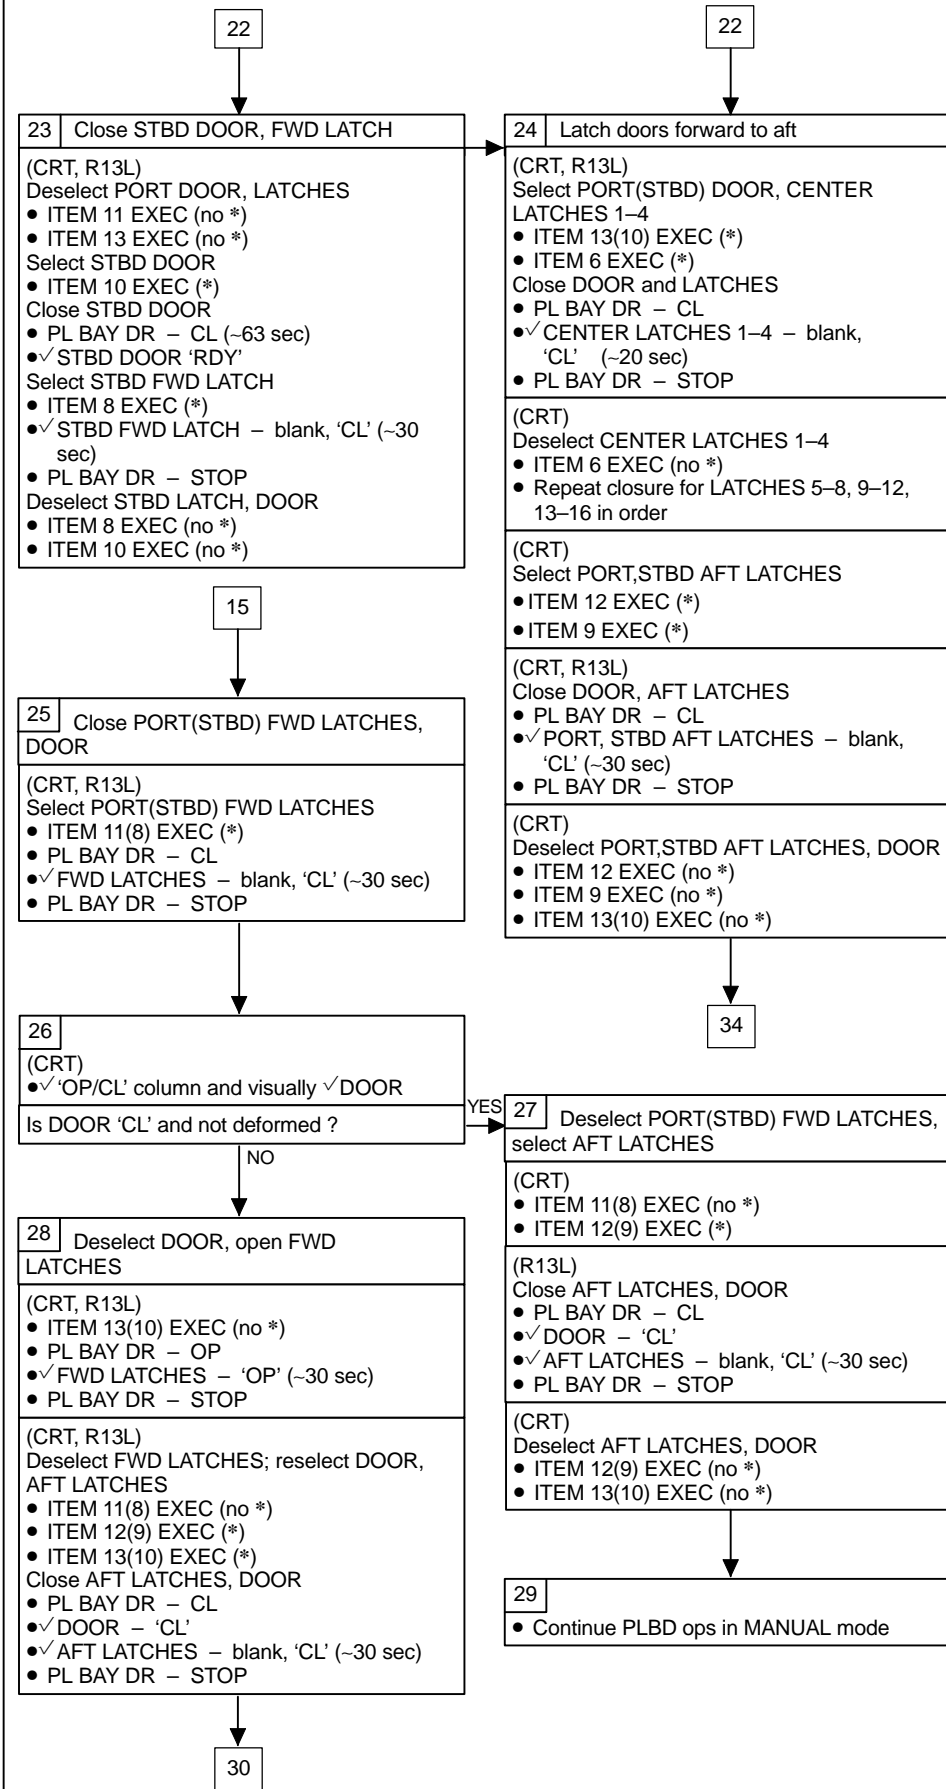 22
23 Close STBD DOOR, FWD LATCH
(CRT, R13L)
Deselect PORT DOOR, LATCHES
● ITEM 11 EXEC (no *)
● ITEM 13 EXEC (no *)
Select STBD DOOR
● ITEM 10 EXEC (*)
Close STBD DOOR
● PL BAY DR – CL (~63 sec)
●✓STBD DOOR ‘RDY’
Select STBD FWD LATCH
● ITEM 8 EXEC (*)
●✓STBD FWD LATCH – blank, ‘CL’ (~30
sec)
● PL BAY DR – STOP
Deselect STBD LATCH, DOOR
● ITEM 8 EXEC (no *)
● ITEM 10 EXEC (no *)
22
24 Latch doors forward to aft
(CRT, R13L)
Select PORT(STBD) DOOR, CENTER
LATCHES 1–4
● ITEM 13(10) EXEC (*)
● ITEM 6 EXEC (*)
Close DOOR and LATCHES
● PL BAY DR – CL
●✓CENTER LATCHES 1–4 – blank,
‘CL’ (~20 sec)
● PL BAY DR – STOP
(CRT)
Deselect CENTER LATCHES 1–4
● ITEM 6 EXEC (no *)
● Repeat closure for LATCHES 5–8, 9–12,
13–16 in order
(CRT)
Select PORT,STBD AFT LATCHES
● ITEM 12 EXEC (*)
● ITEM 9 EXEC (*)
(CRT, R13L)
Close DOOR, AFT LATCHES
● PL BAY DR – CL
●✓PORT, STBD AFT LATCHES – blank,
‘CL’ (~30 sec)
● PL BAY DR – STOP
(CRT)
Deselect PORT,STBD AFT LATCHES, DOOR
● ITEM 12 EXEC (no *)
● ITEM 9 EXEC (no *)
● ITEM 13(10) EXEC (no *)
34
15
25 Close PORT(STBD) FWD LATCHES,
DOOR
(CRT, R13L)
Select PORT(STBD) FWD LATCHES
● ITEM 11(8) EXEC (*)
● PL BAY DR – CL
●✓FWD LATCHES – blank, ‘CL’ (~30 sec)
● PL BAY DR – STOP
26
(CRT)
●✓‘OP/CL’ column and visually ✓DOOR
Is DOOR ‘CL’ and not deformed ?
YES
NO
27 Deselect PORT(STBD) FWD LATCHES,
select AFT LATCHES
(CRT)
● ITEM 11(8) EXEC (no *)
● ITEM 12(9) EXEC (*)
(R13L)
Close AFT LATCHES, DOOR
● PL BAY DR – CL
●✓DOOR – ‘CL’
●✓AFT LATCHES – blank, ‘CL’ (~30 sec)
● PL BAY DR – STOP
(CRT)
Deselect AFT LATCHES, DOOR
● ITEM 12(9) EXEC (no *)
● ITEM 13(10) EXEC (no *)
28 Deselect DOOR, open FWD
LATCHES
(CRT, R13L)
● ITEM 13(10) EXEC (no *)
● PL BAY DR – OP
●✓FWD LATCHES – ‘OP’ (~30 sec)
● PL BAY DR – STOP
(CRT, R13L)
Deselect FWD LATCHES; reselect DOOR,
AFT LATCHES
● ITEM 11(8) EXEC (no *)
● ITEM 12(9) EXEC (*)
● ITEM 13(10) EXEC (*)
Close AFT LATCHES, DOOR
● PL BAY DR – CL
●✓DOOR – ‘CL’
●✓AFT LATCHES – blank, ‘CL’ (~30 sec)
● PL BAY DR – STOP
29
● Continue PLBD ops in MANUAL mode
30